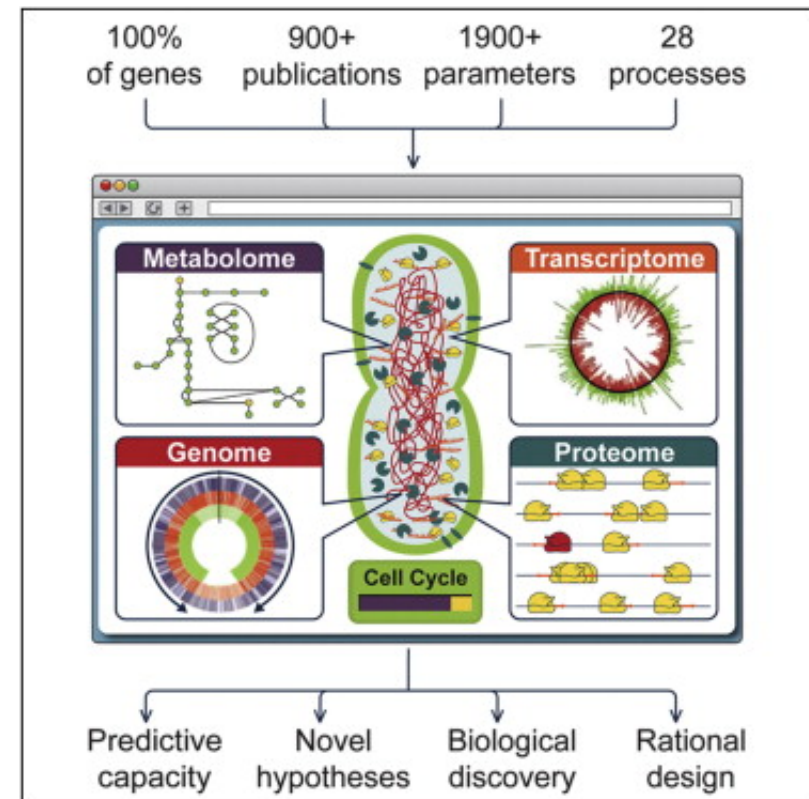 100%
of genes
900+
publications
1900+
parameters
28
processes
Metabolome
Transcriptome
Genome
Proteome
Cell Cycle
Predictive
capacity
Novel
hypotheses
Biological
discovery
Rational
design